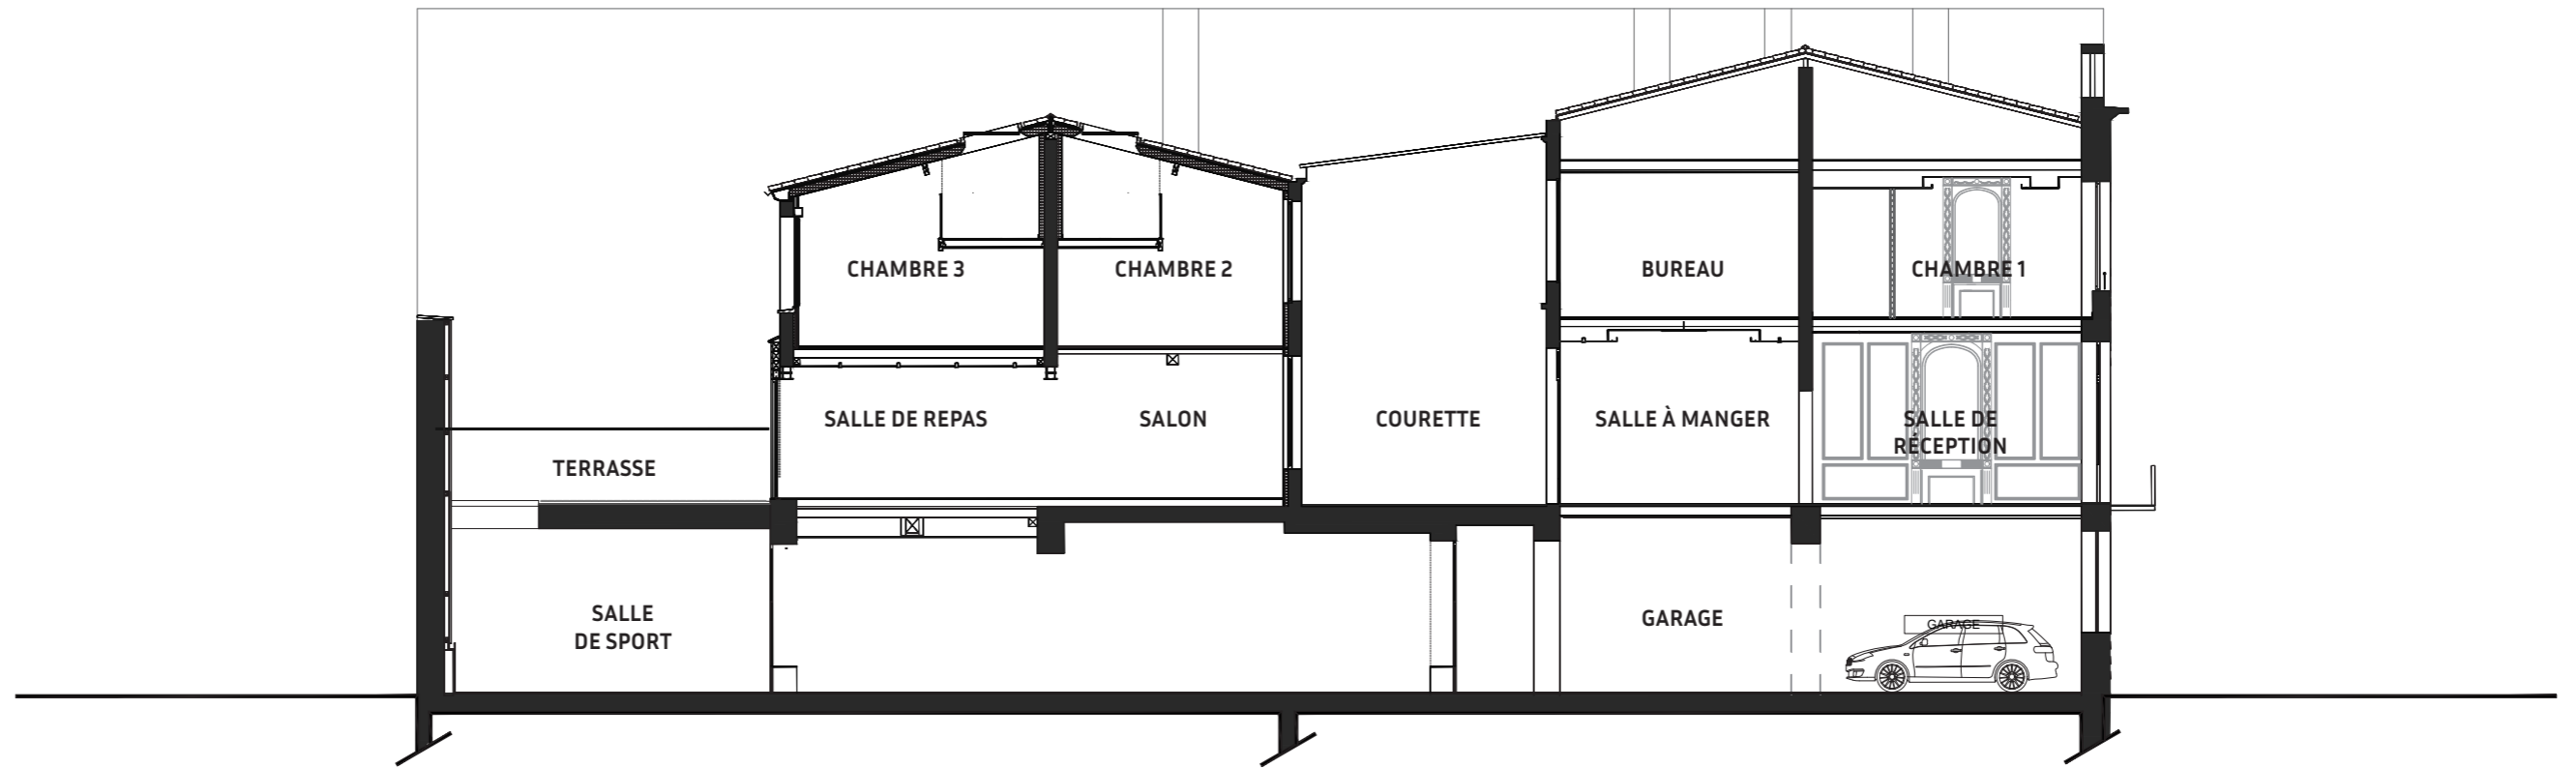 CHAMBRE 3
CHAMBRE 2
BUREAU
CHAMBRE 1
SALLE DE REPAS
SALON
COURETTE
SALLE À MANGER
SALLE DE
RÉCEPTION
TERRASSE
SALLE
DE SPORT
GARAGE
GARAGE